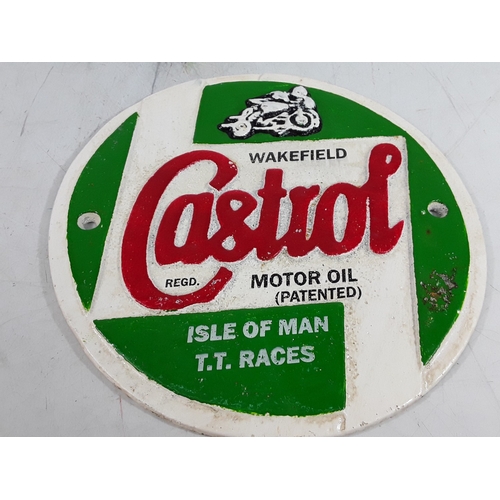 WAKEFIELD
Castrol
REGD. MOTOR OIL
(PATENTED)
ISLE OF MAN
T.T. RACES